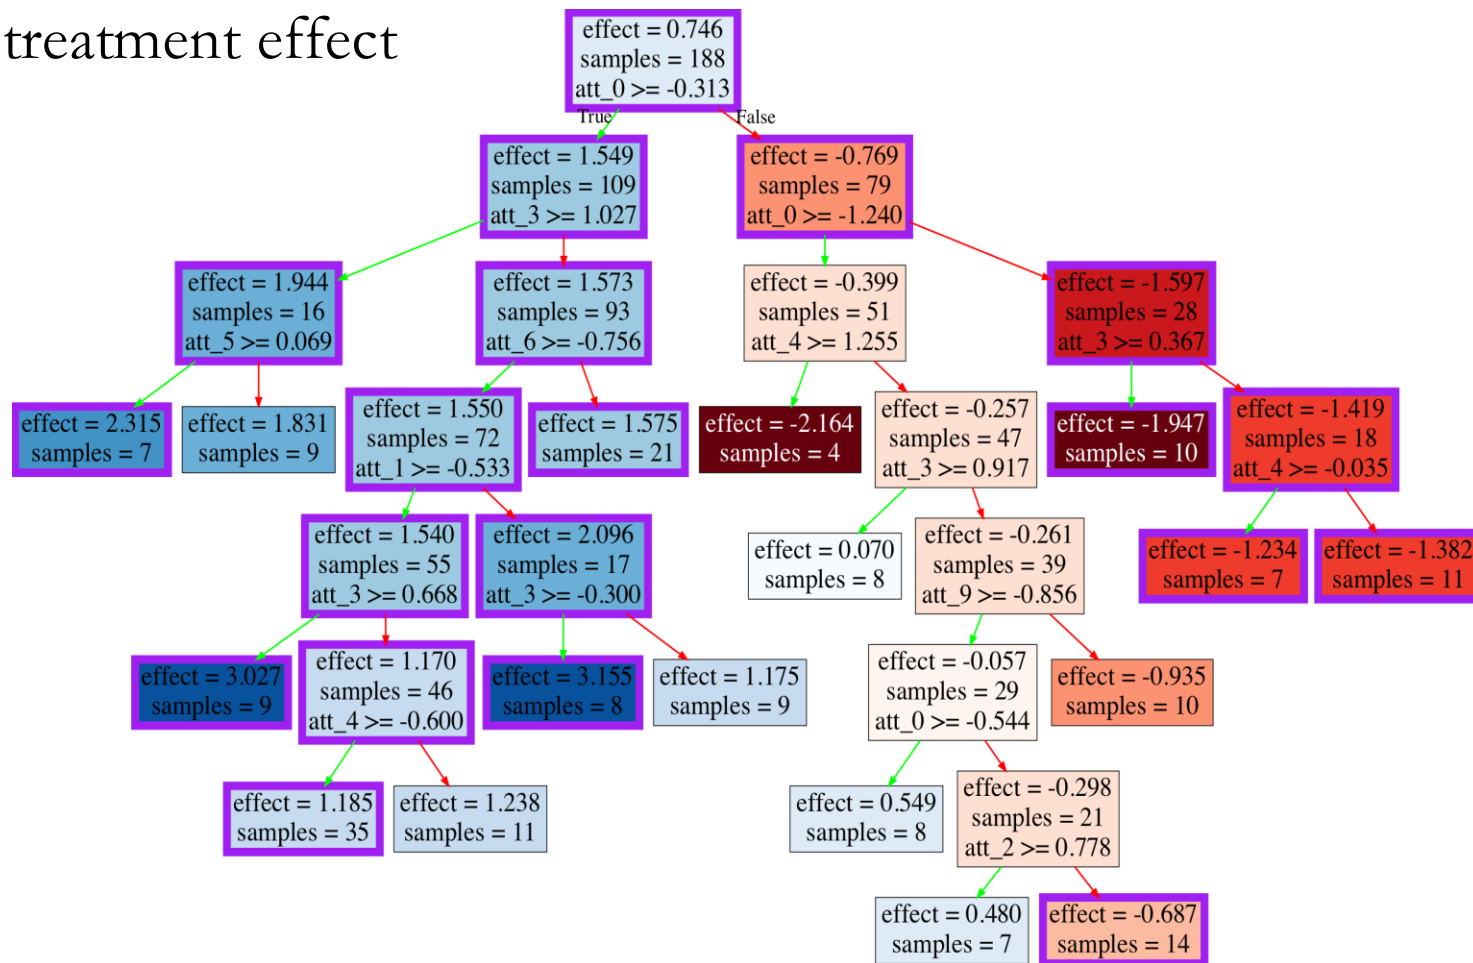 treatment effect
effect = 0.746
samples = 188
att_0 >= -0.313
True
False
effect = 1.549
samples = 109
att_3 >= 1.027
effect = -0.769
samples = 79
att_0 >= -1.240
effect = 1.944
samples = 16
att_5 >= 0.069
effect = 1.573
samples = 93
att_6 >= -0.756
effect = -0.399
samples = 51
att_4 >= 1.255
effect = -1.597
samples = 28
att_3 >= 0.367
effect = 2.315
samples = 7
effect = 1.831
samples = 9
effect = 1.550
samples = 72
att_1 >= -0.533
effect = 1.575
samples = 21
effect = -2.164
samples = 4
effect = -0.257
samples = 47
att_3 >= 0.917
effect = -1.947
samples = 10
effect = -1.419
samples = 18
att_4 >= -0.035
effect = 1.540
samples = 55
att_3 >= 0.668
effect = 2.096
samples = 17
att_3 >= -0.300
effect = 0.070
samples = 8
effect = -0.261
samples = 39
att_9 >= -0.856
effect = -1.234
samples = 7
effect = -1.382
samples = 11
effect = 3.027
samples = 9
effect = 1.170
samples = 46
att_4 >= -0.600
effect = 3.155
samples = 8
effect = 1.175
samples = 9
effect = -0.057
samples = 29
att_0 >= -0.544
effect = -0.935
samples = 10
effect = 1.185
samples = 35
effect = 1.238
samples = 11
effect = 0.549
samples = 8
effect = -0.298
samples = 21
att_2 >= 0.778
effect = 0.480
samples = 7
effect = -0.687
samples = 14